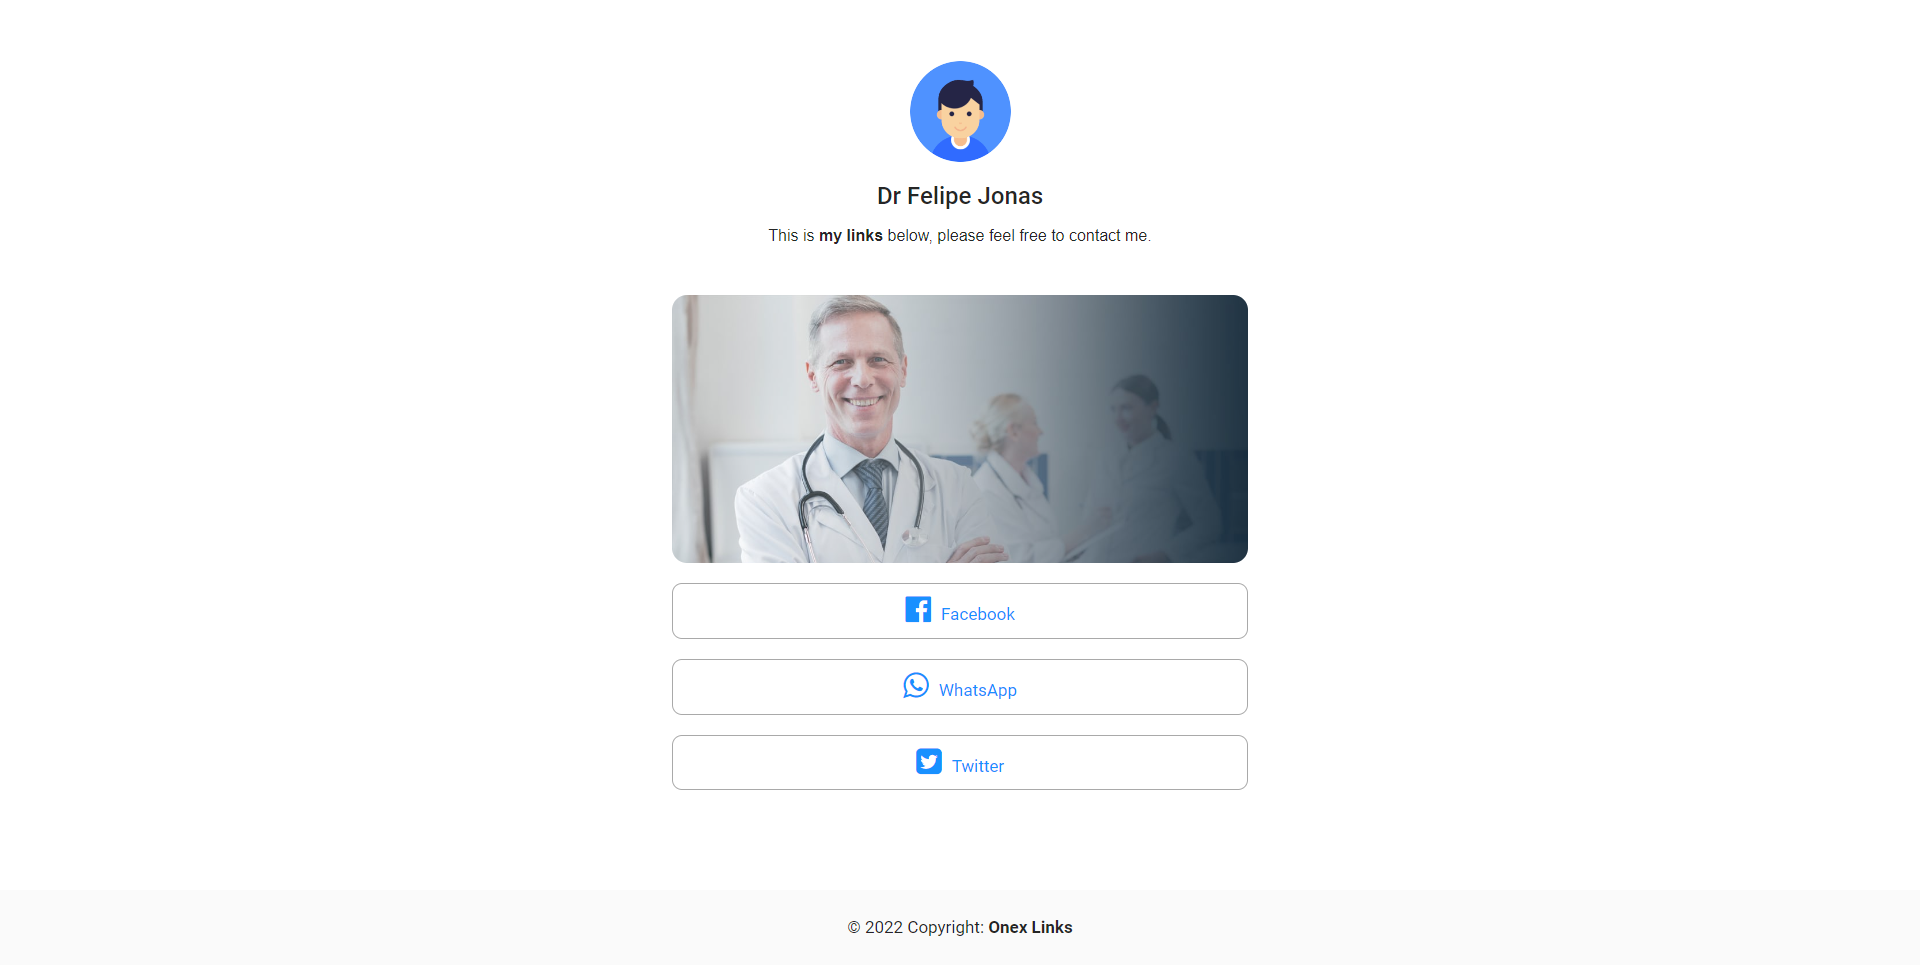 Dr Felipe Jonas
This is my links below, please feel free to contact me.
Facebook
WhatsApp
Twitter
© 2022 Copyright: Onex Links